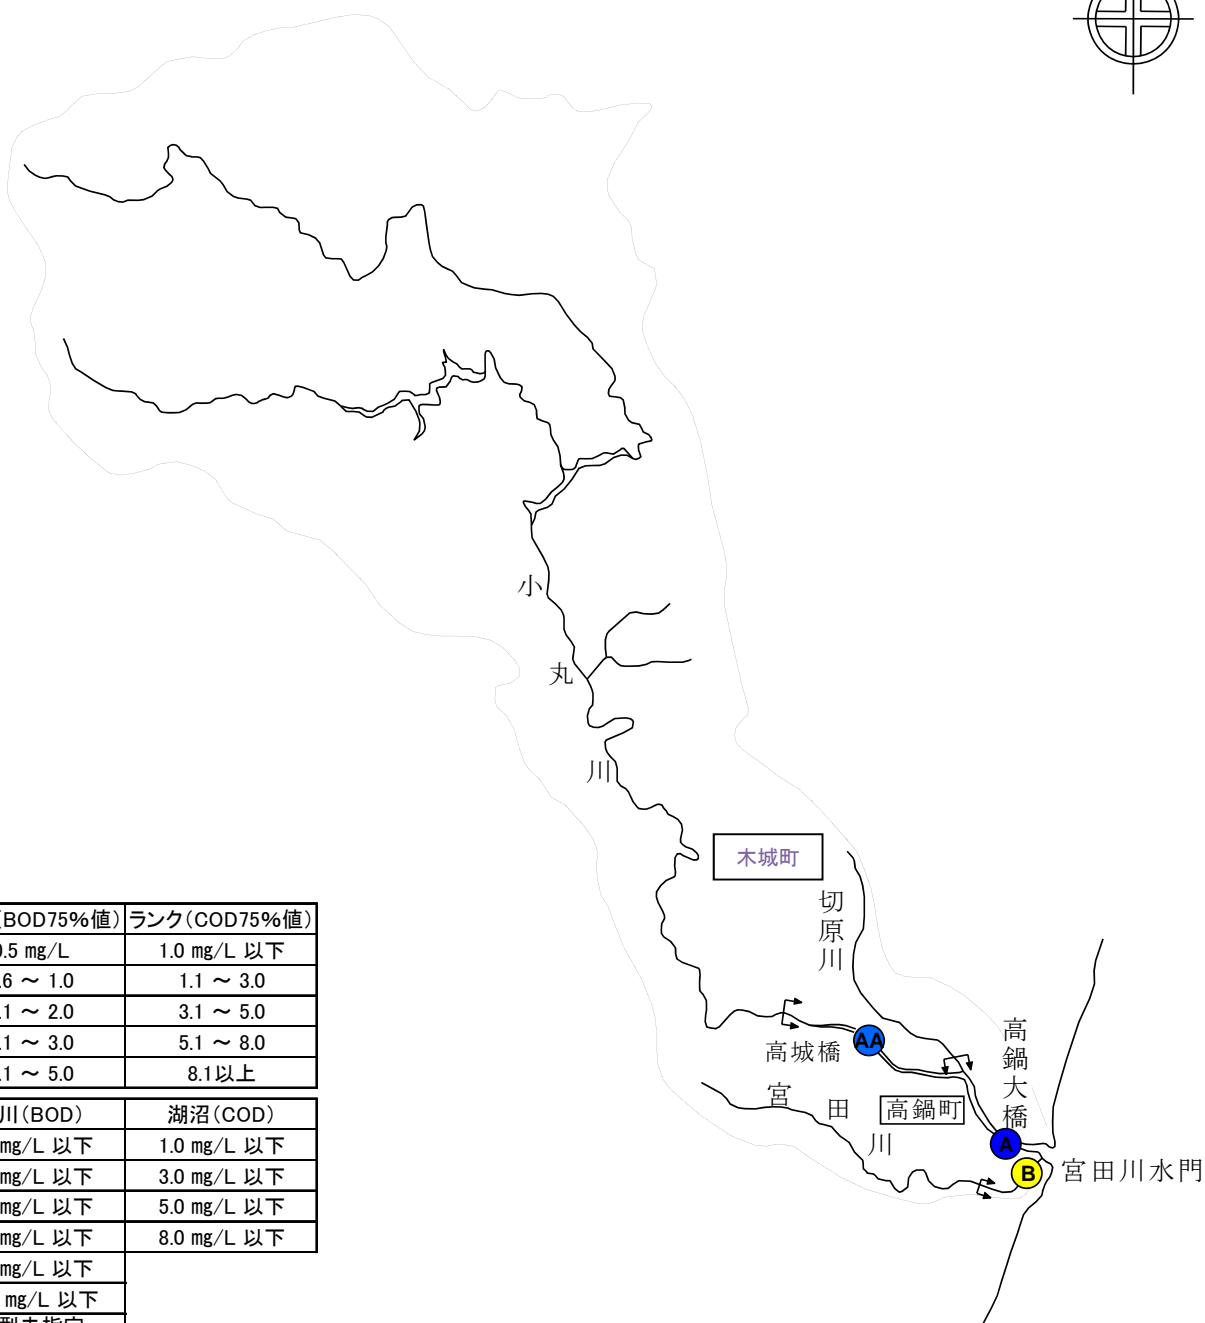 小丸川
木城町
切原川
高城橋
AA
高鍋大橋
宮田川
高鍋町
A
B
宮田川水門
(BOD75%値) ランク(COD75%値)
.5 ㎎/L 1.0 ㎎/L 以下
6 ～ 1.0 1.1 ～ 3.0
1 ～ 2.0 3.1 ～ 5.0
1 ～ 3.0 5.1 ～ 8.0
1 ～ 5.0 8.1以上
川(BOD) 湖沼(COD)
㎎/L 以下 1.0 ㎎/L 以下
㎎/L 以下 3.0 ㎎/L 以下
㎎/L 以下 5.0 ㎎/L 以下
㎎/L 以下 8.0 ㎎/L 以下
㎎/L 以下
㎎/L 以下